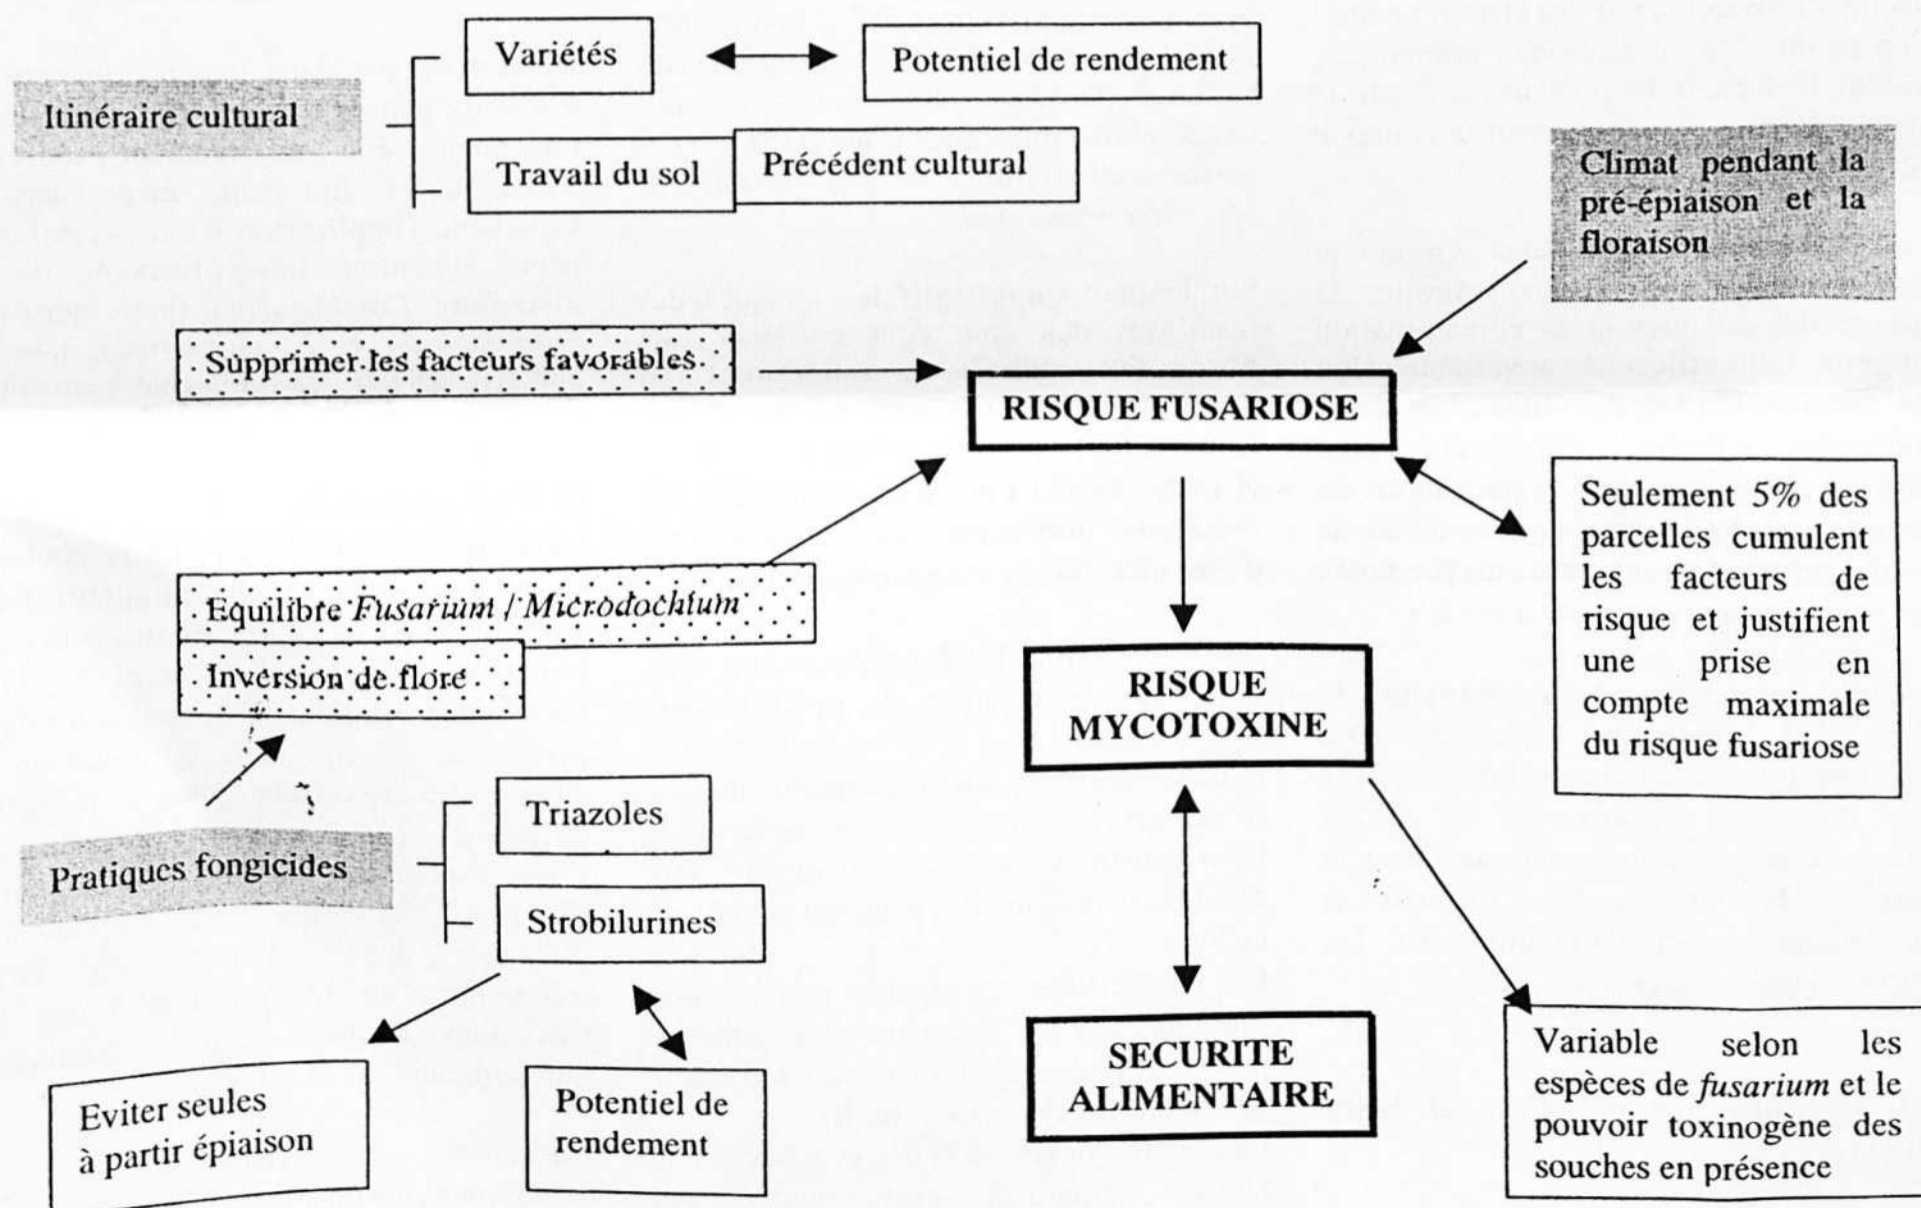 Variétés
Potentiel de rendement
Itinéraire cultural
Travail du sol
Précédent cultural
Climat pendant la
pré-épiaison et la
floraison
Supprimer les facteurs favorables
RISQUE FUSARIOSE
Seulement 5% des
parcelles cumulent
les facteurs de
risque et justifient
une prise en
compte maximale
du risque fusariose
Equilibre Fusarium / Microdochium
Inversion de flore
RISQUE
MYCOTOXINE
Triazoles
Pratiques fongicides
Strobilurines
SECURITE
ALIMENTAIRE
Variable selon les
espèces de fusarium et le
pouvoir toxinogène des
souches en présence
Eviter seules
à partir épiaison
Potentiel de
rendement